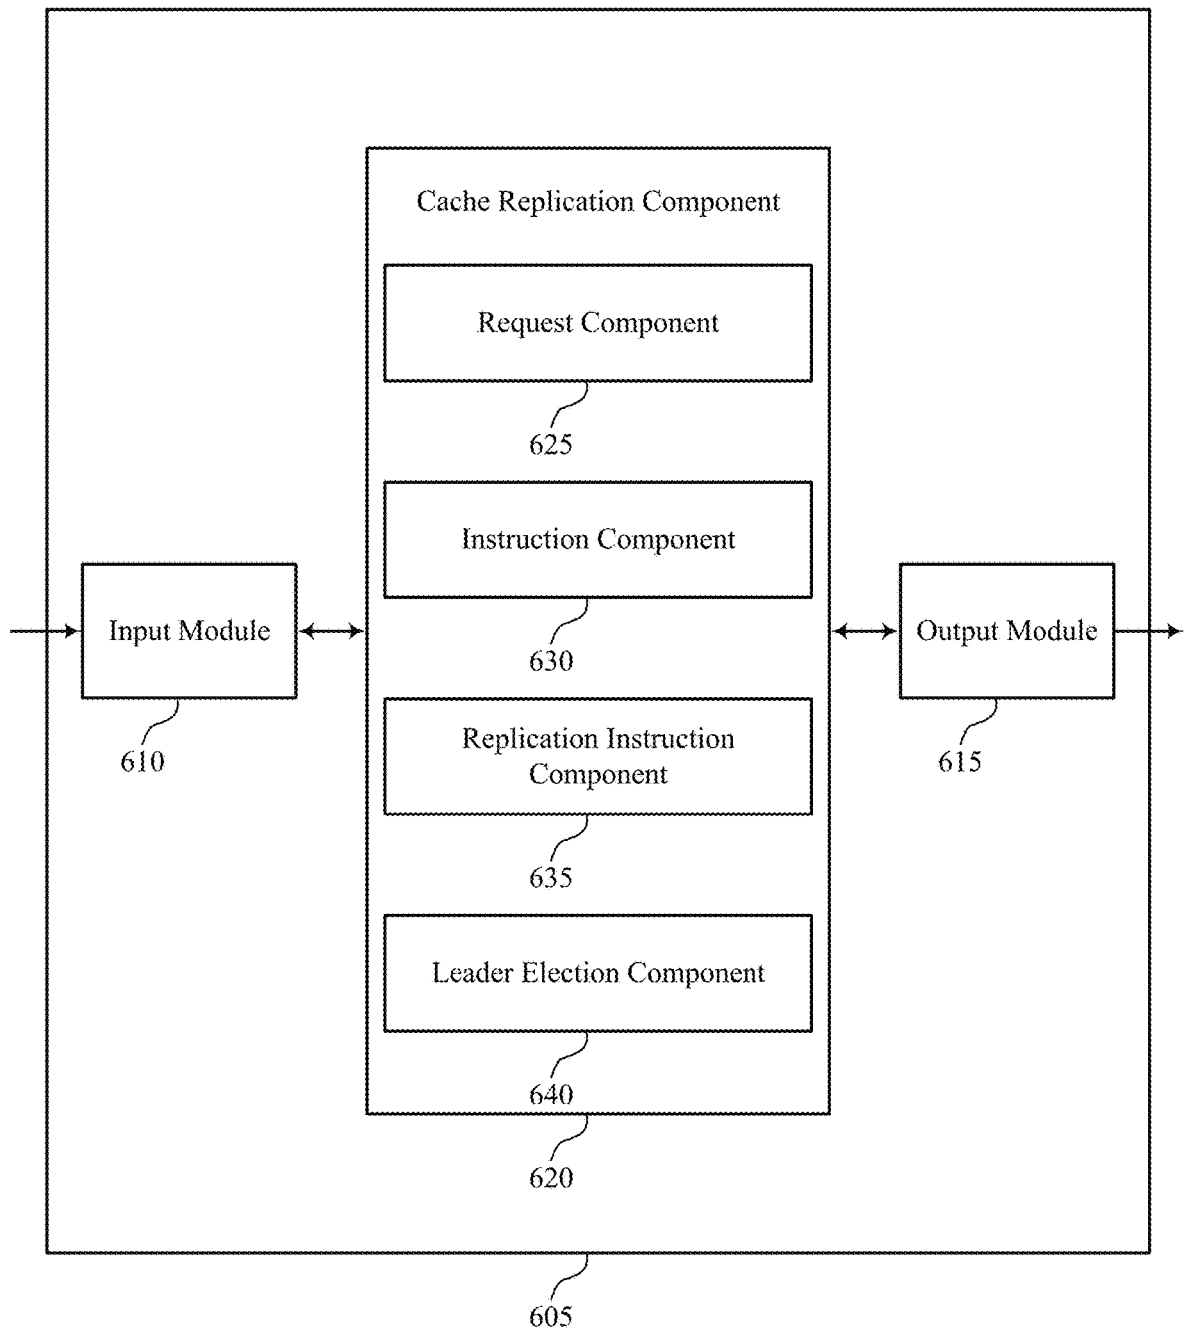 Cache Replication Component
Request Component
625
Instruction Component
630
Input Module
610
Output Module
615
Replication Instruction
Component
635
Leader Election Component
640
620
605